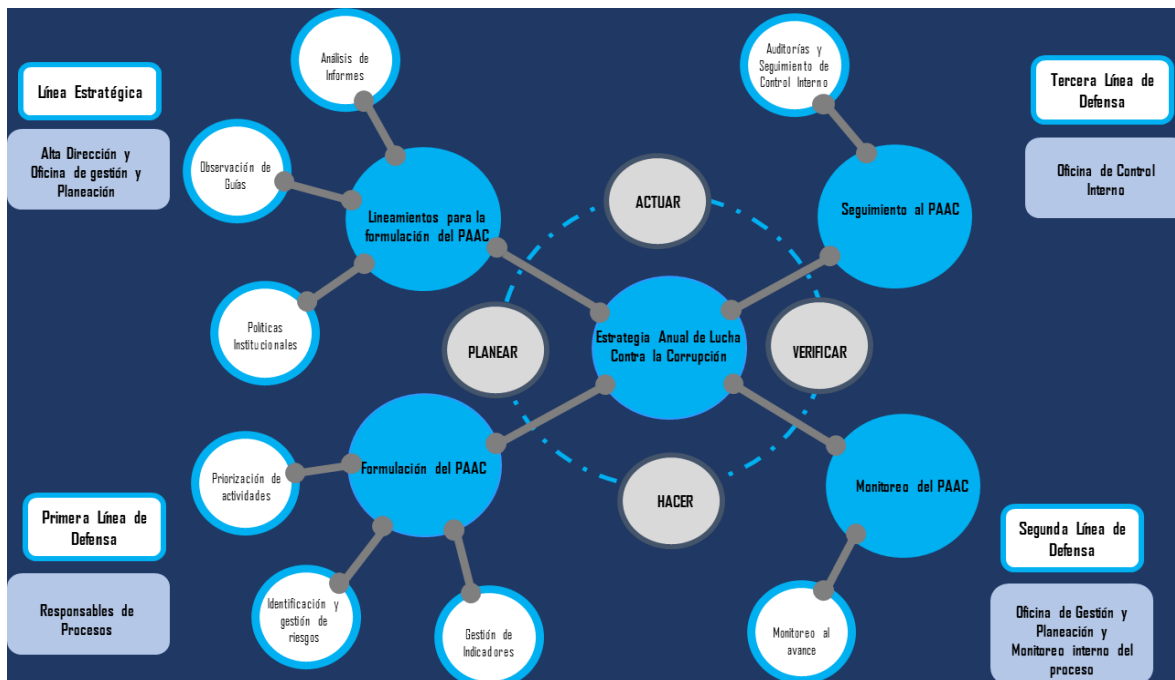 Línea Estratégica
Alta Dirección y
Oficina de gestión y
Planeación
Análisis de
Informes
Observación de
Guías
Políticas
Institucionales
Lineamientos para la
formulación del PAAC
ACTUAR
PLANEAR
Estrategia Anual de Lucha
Contra la Corrupción
VERIFICAR
HACER
Auditorías y
Seguimiento de
Control Interno
Seguimiento al PAAC
Tercera Línea de
Defensa
Oficina de Control
Interno
Primera Línea de
Defensa
Responsables de
Procesos
Priorización de
actividades
Formulación del PAAC
Identificación y
gestión de
riesgos
Gestión de
Indicadores
Monitoreo del PAAC
Monitoreo al
avance
Segunda Línea de
Defensa
Oficina de Gestión y
Planeación y
Monitoreo interno del
proceso